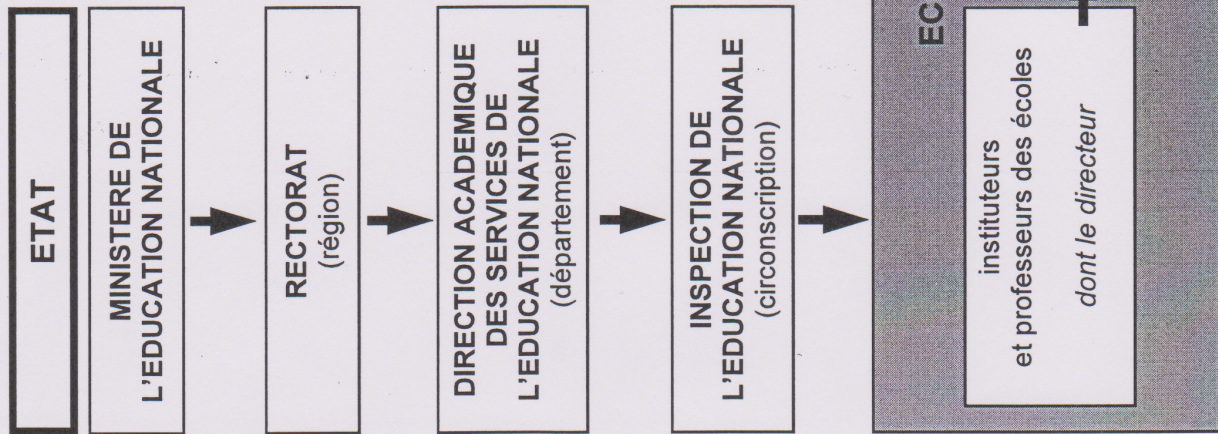 ETAT
MINISTERE DE
L'EDUCATION NATIONALE
RECTORAT
(région)
DIRECTION ACADEMIQUE
DES SERVICES DE
L'EDUCATION NATIONALE
(département)
INSPECTION DE
L'EDUCATION NATIONALE
(circonscription)
EC
instituteurs
et professeurs des écoles
dont le directeur